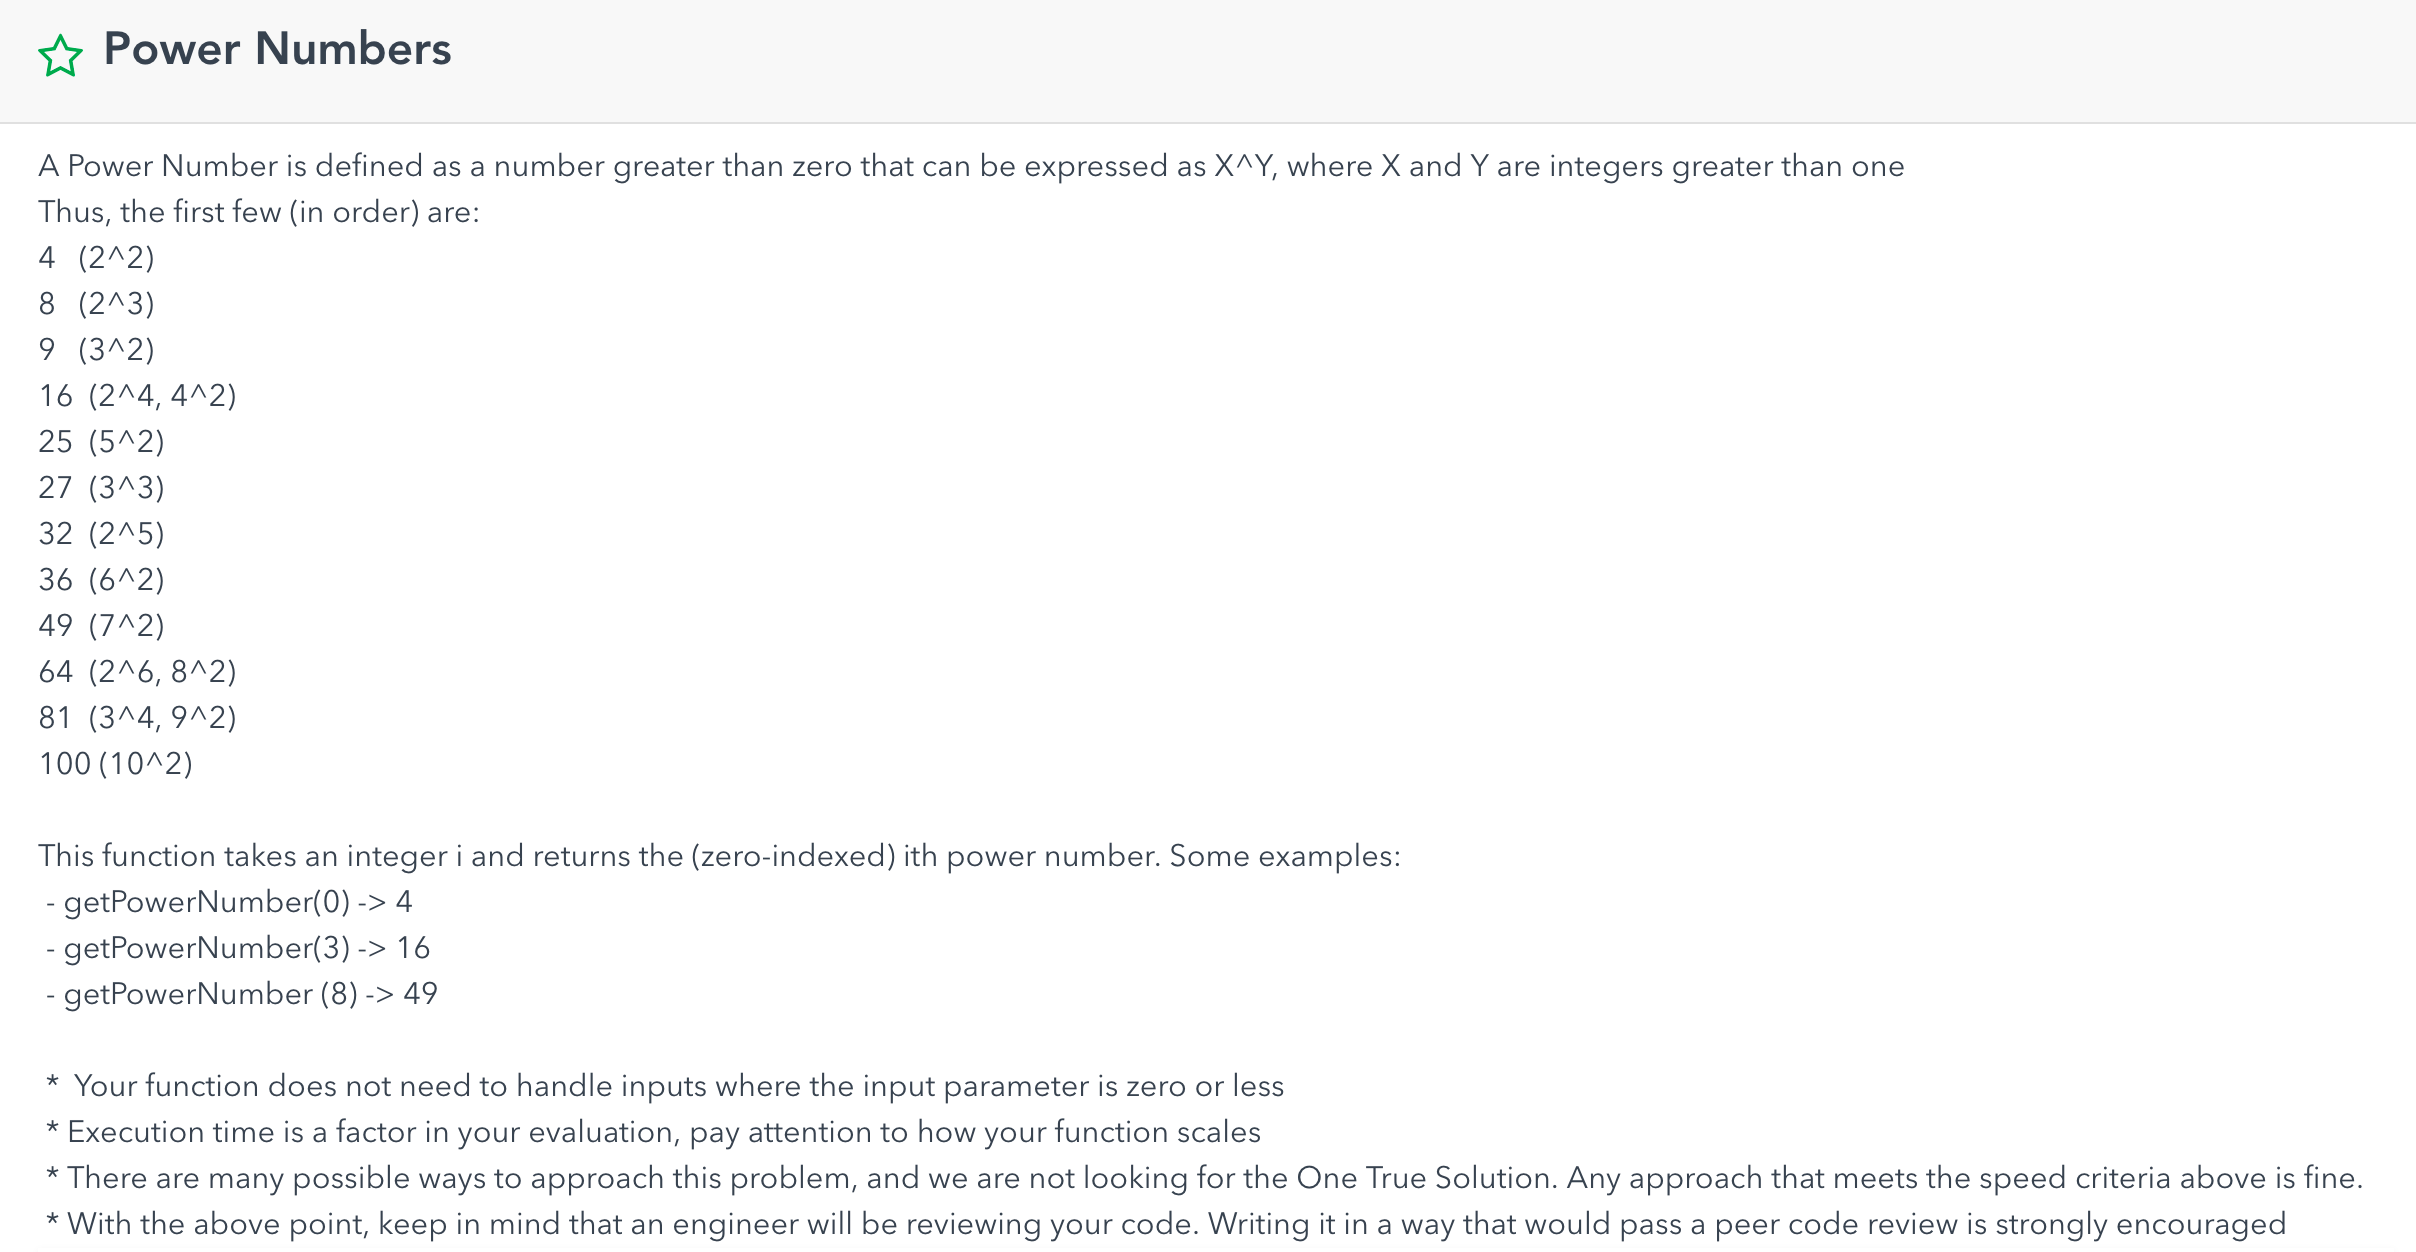 Power Numbers
A Power Number is defined as a number greater than zero that can be expressed as X^Y, where X and Y are integers greater than one
Thus, the first few (in order) are:
4 (2^2)
8 (2^3)
9 (3^2)
16 (2^4, 4^2)
25 (5^2)
27 (3^3)
32 (2^5)
36 (6^2)
49 (7^2)
64 (2^6, 8^2)
81 (3^4, 9^2)
100 (10^2)
This function takes an integer i and returns the (zero-indexed) ith power number. Some examples:
- getPowerNumber(0) -> 4
- getPowerNumber(3) -> 16
- getPowerNumber (8) -> 49
* Your function does not need to handle inputs where the input parameter is zero or less
* Execution time is a factor in your evaluation, pay attention to how your function scales
* There are many possible ways to approach this problem, and we are not looking for the One True Solution. Any approach that meets the speed criteria above is fine.
* With the above point, keep in mind that an engineer will be reviewing your code. Writing it in a way that would pass a peer code review is strongly encouraged